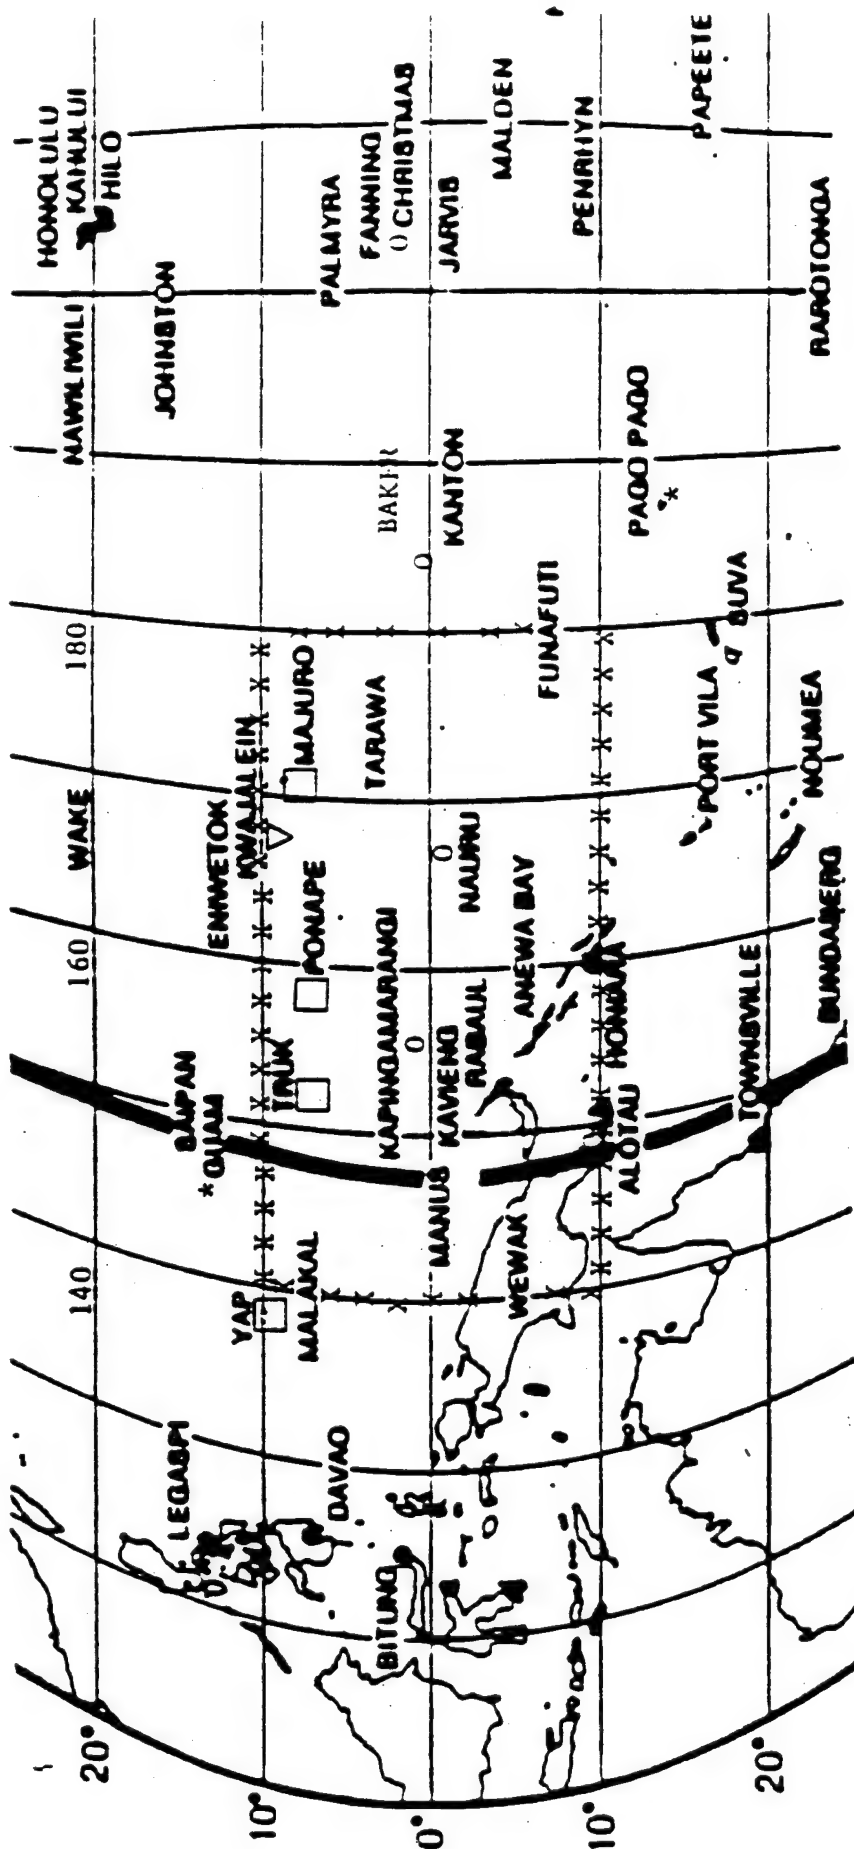 20°
10°
0°
10°
20°
140
160
180
LEGASPI
DAVAO
BITUNG
YAP
MALAKAL
SAIPAN
GUAM
*
TRUK
PONAPE
ENIWETOK
KWAJALEIN
WAKE
MAJURO
TARAWA
KAPINGAMARANGI
NAURU
MANUS
KAVIENG
RABAUL
WEWAK
ANEWA BAY
HONIARA
ALOTAU
TOWNSVILLE
BUNDABERG
NOUMEA
PORT VILA
SUVA
FUNAFUTI
BAKER
KANTON
PAGO PAGO
*
NAWILIWILI
JOHNSTON
HONOLULU
KAHULUI
HILO
PALMYRA
FANNING
CHRISTMAS
JARVIS
MALDEN
PENRHYN
PAPEETE
RAROTONGA